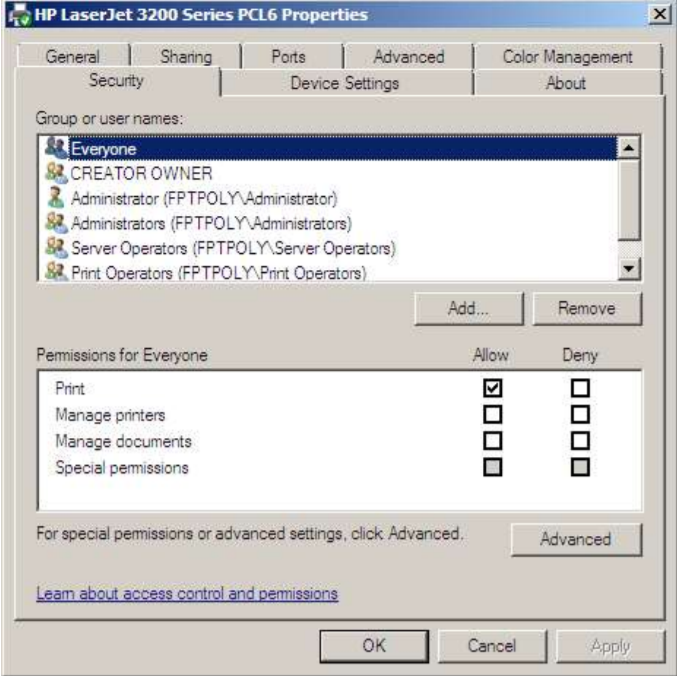 HP LaserJet 3200 Series PCL6 Properties
General Sharing Ports Advanced Color Management
Security Device Settings About
Group or user names:
Everyone
CREATOR OWNER
Administrator (FPTPOLY\Administrator)
Administrators (FPTPOLY\Administrators)
Server Operators (FPTPOLY\Server Operators)
Print Operators (FPTPOLY\Print Operators)
Add... Remove
Permissions for Everyone Allow Deny
Print
Manage printers
Manage documents
Special permissions
For special permissions or advanced settings, click Advanced.
Advanced
Learn about access control and permissions
OK Cancel Apply